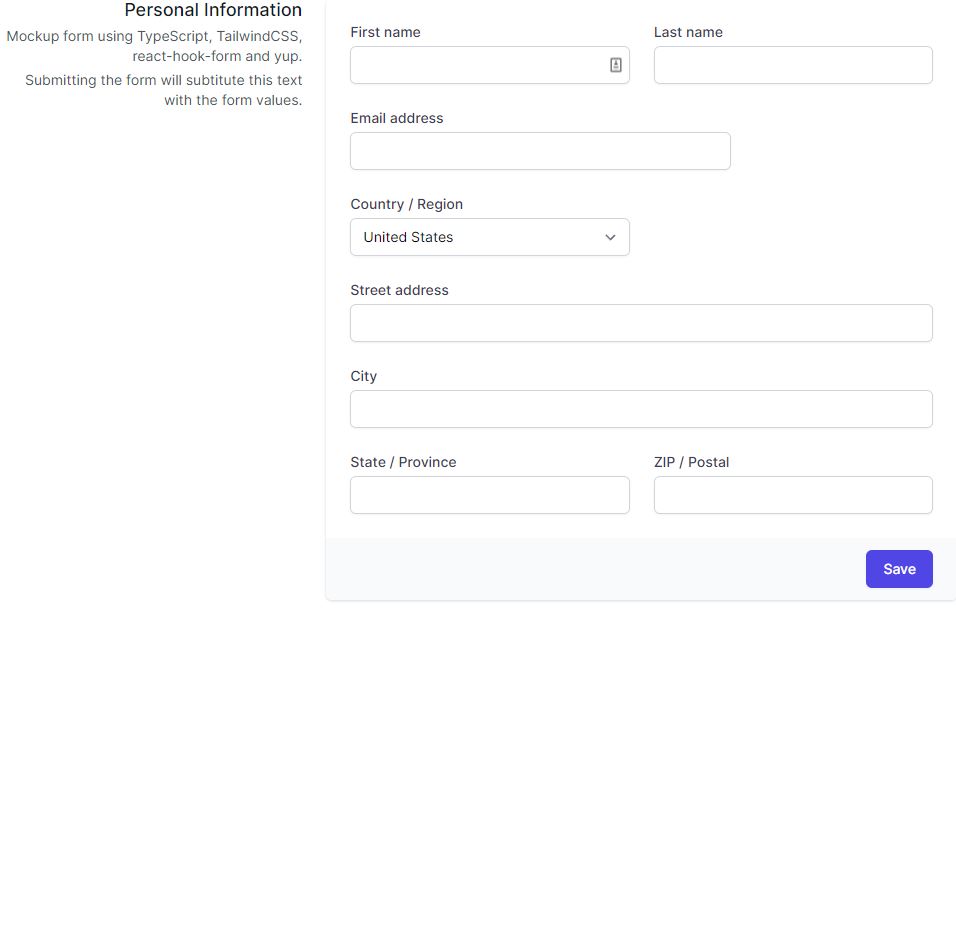 Personal Information
Mockup form using TypeScript, TailwindCSS,
react-hook-form and yup.
Submitting the form will subtitute this text
with the form values.
First name
Last name
Email address
Country / Region
United States
Street address
City
State / Province
ZIP / Postal
Save